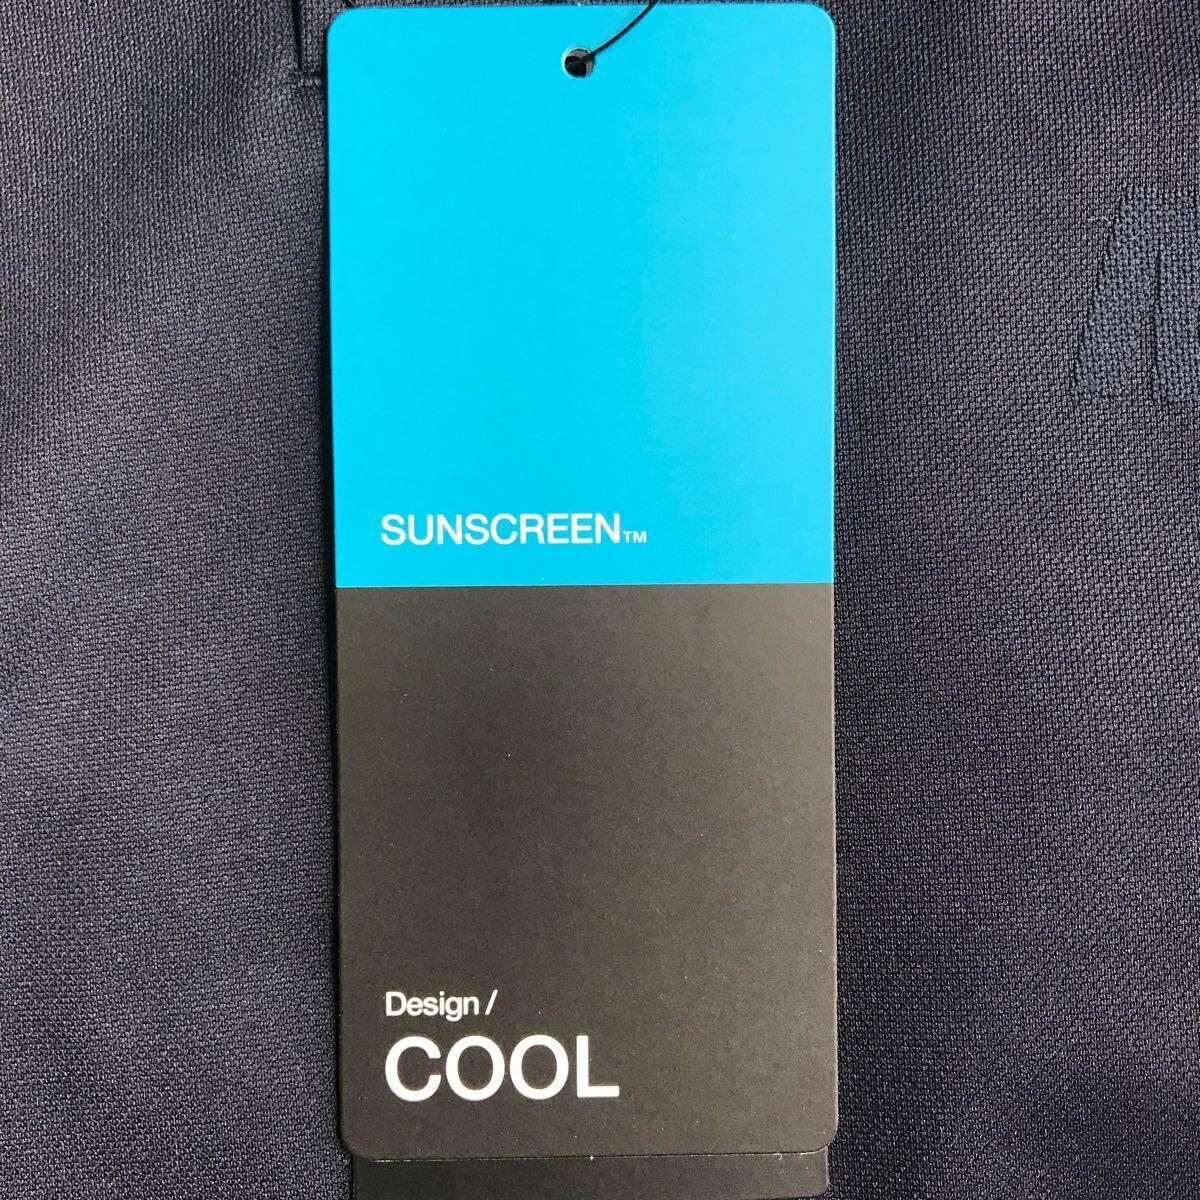 SUNSCREEN™
Design /
COOL